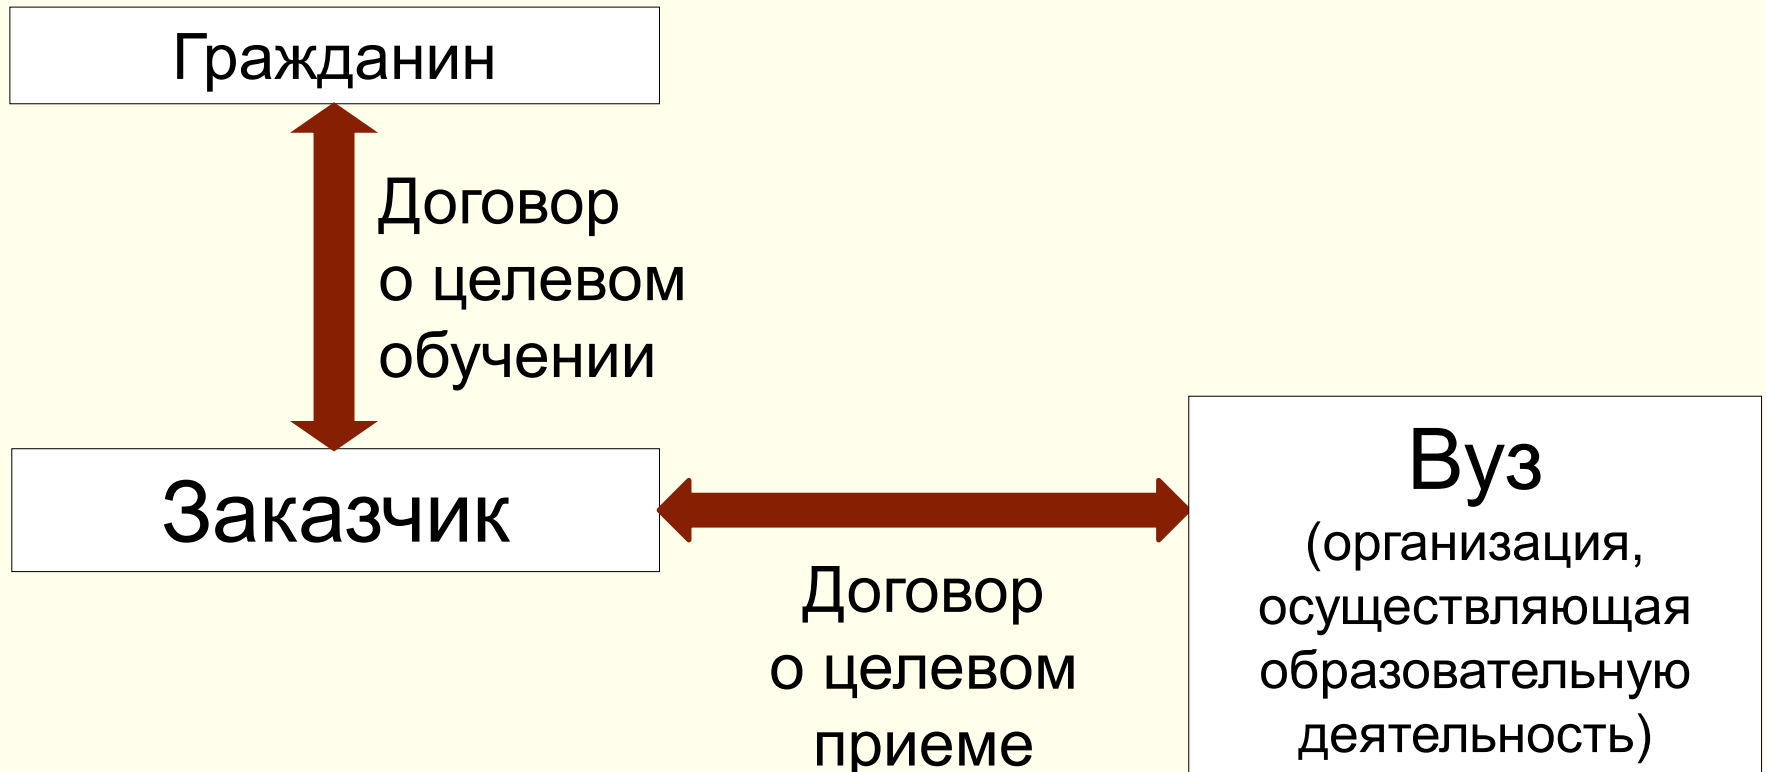 Гражданин
Договор
о целевом
обучении
Заказчик
Договор
о целевом
приеме
Вуз
(организация,
осуществляющая
образовательную
деятельность)